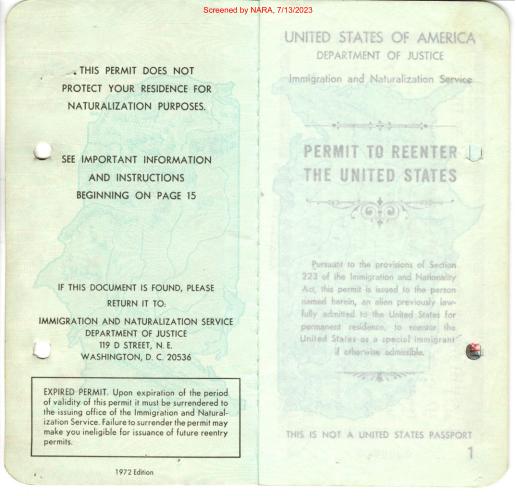 Screened by NARA, 7/13/2023
THIS PERMIT DOES NOT
PROTECT YOUR RESIDENCE FOR
NATURALIZATION PURPOSES.
SEE IMPORTANT INFORMATION
AND INSTRUCTIONS
BEGINNING ON PAGE 15
IF THIS DOCUMENT IS FOUND, PLEASE
RETURN IT TO:
IMMIGRATION AND NATURALIZATION SERVICE
DEPARTMENT OF JUSTICE
119 D STREET, N. E.
WASHINGTON, D. C. 20536
EXPIRED PERMIT. Upon expiration of the period
of validity of this permit it must be surrendered to
the issuing office of the Immigration and Natural-
ization Service. Failure to surrender the permit may
make you ineligible for issuance of future reentry
permits.
1972 Edition
UNITED STATES OF AMERICA
DEPARTMENT OF JUSTICE
Immigration and Naturalization Service
PERMIT TO REENTER
THE UNITED STATES
Pursuant to the provisions of Section
223 of the Immigration and Nationality
Act, this permit is issued to the person
named herein, an alien previously law-
fully admitted to the United States for
permanent residence, to reenter the
United States as a special immigrant
if otherwise admissible.
THIS IS NOT A UNITED STATES PASSPORT
1